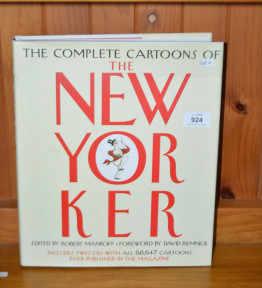 THE COMPLETE CARTOONS OF
THE
NEW
YOR
KER
924
EDITED BY ROBERT MANKOFF • FOREWORD BY DAVID REMNICK
INCLUDES TWO CDs WITH ALL 68,647 CARTOONS
EVER PUBLISHED IN THE MAGAZINE